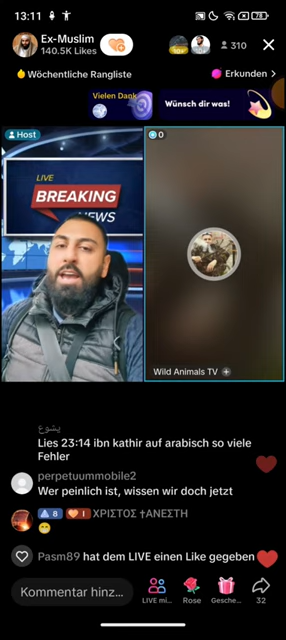 13:11
78
Ex-Muslim
140.5K Likes
310
Wöchentliche Rangliste
Erkunden >
Vielen Dank
Wünsch dir was!
Host
0
LIVE
BREAKING
NEWS
Wild Animals TV +
يسوع
Lies 23:14 ibn kathir auf arabisch so viele
Fehler
perpetuummobile2
Wer peinlich ist, wissen wir doch jetzt
8
I
ΧΡΙΣΤΟΣ †ΑΝΕΣΤΗ
😁
Pasm89 hat dem LIVE einen Like gegeben
Kommentar hinz...
LIVE mi...
Rose
Gesche...
32